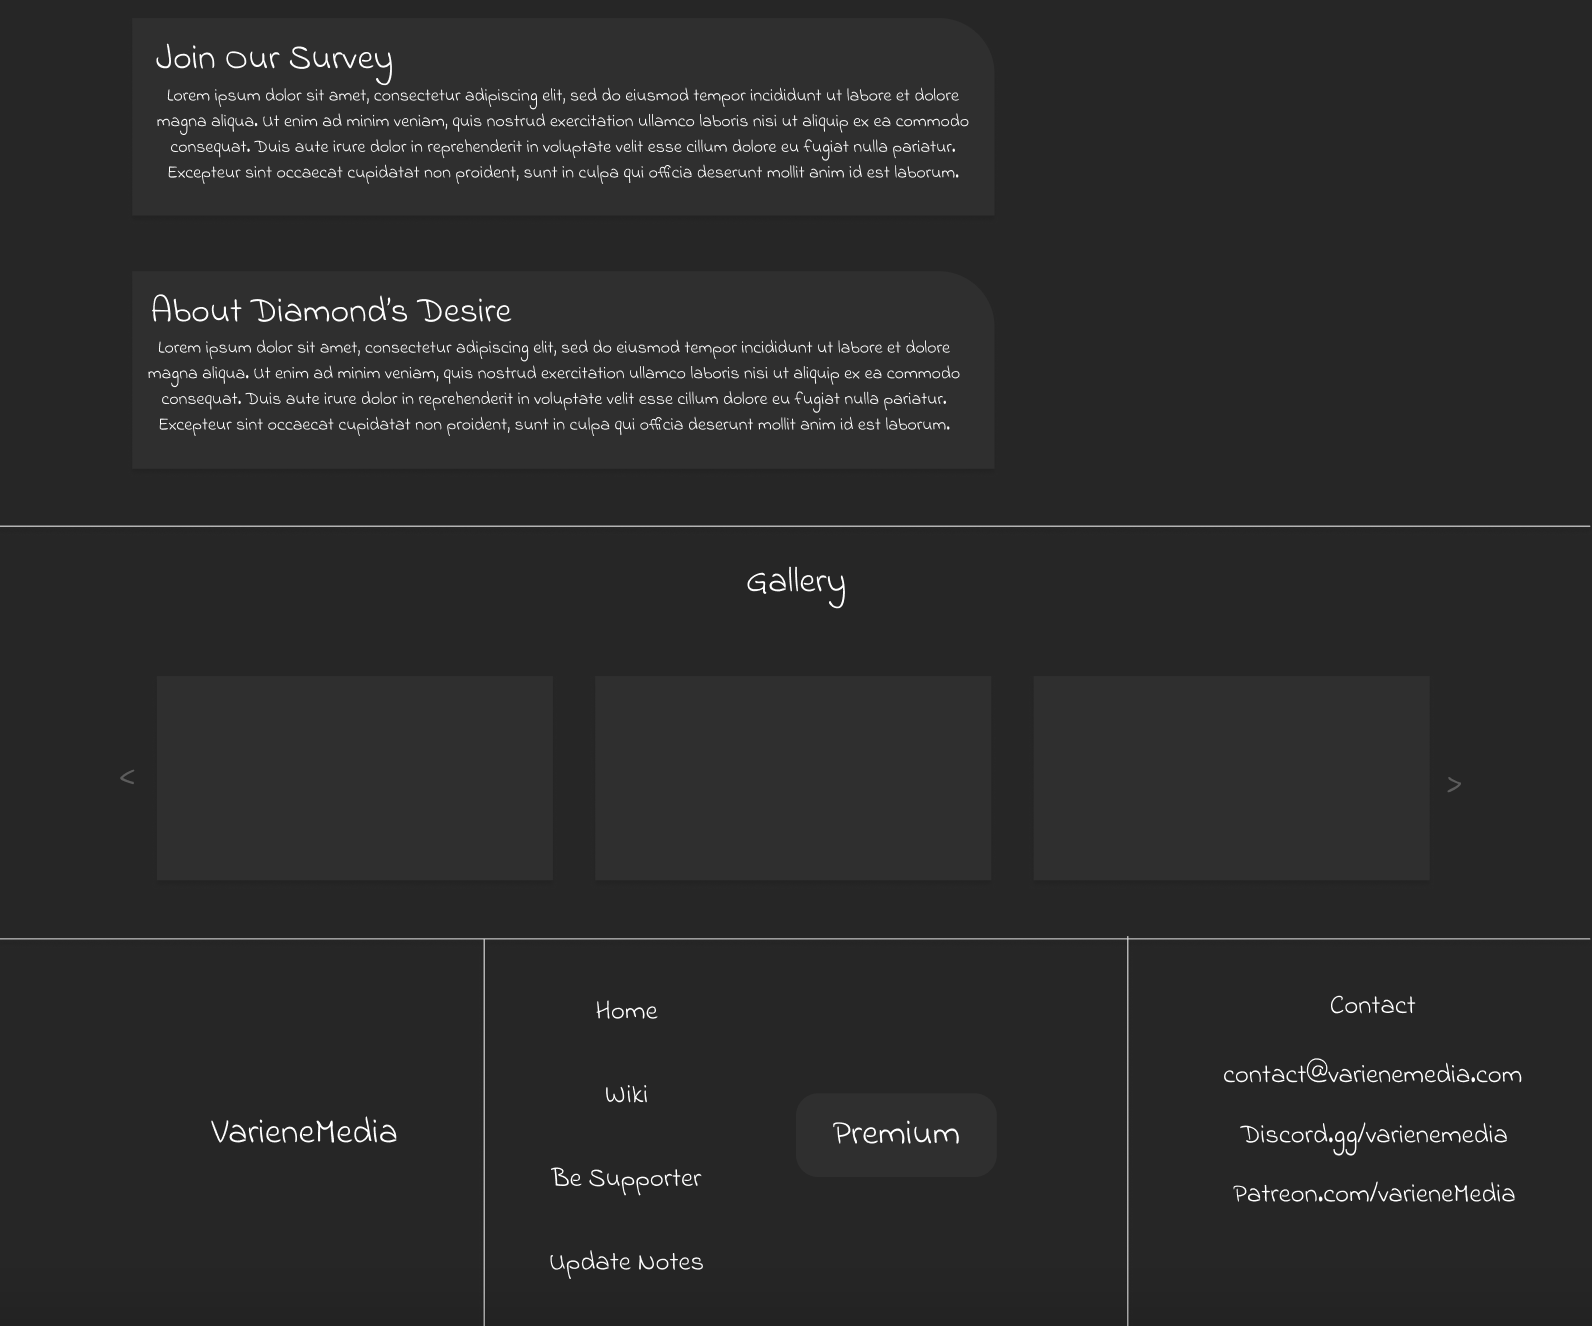 Join Our Survey
Lorem ipsum dolor sit amet, consectetur adipiscing elit, sed do eiusmod tempor incididunt ut labore et dolore
magna aliqua. Ut enim ad minim veniam, quis nostrud exercitation ullamco laboris nisi ut aliquip ex ea commodo
consequat. Duis aute irure dolor in reprehenderit in voluptate velit esse cillum dolore eu fugiat nulla pariatur.
Excepteur sint occaecat cupidatat non proident, sunt in culpa qui officia deserunt mollit anim id est laborum.
About Diamond's Desire
Lorem ipsum dolor sit amet, consectetur adipiscing elit, sed do eiusmod tempor incididunt ut labore et dolore
magna aliqua. Ut enim ad minim veniam, quis nostrud exercitation ullamco laboris nisi ut aliquip ex ea commodo
consequat. Duis aute irure dolor in reprehenderit in voluptate velit esse cillum dolore eu fugiat nulla pariatur.
Excepteur sint occaecat cupidatat non proident, sunt in culpa qui officia deserunt mollit anim id est laborum.
Gallery
<
>
VarieneMedia
Home
Wiki
Be Supporter
Update Notes
Premium
Contact
contact@varienemedia.com
Discord.gg/varienemedia
Patreon.com/varieneMedia